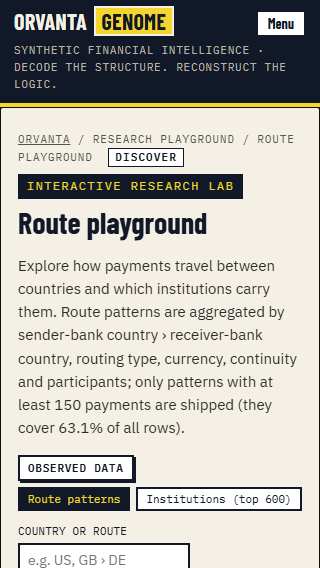 ORVANTA GENOME
Menu
SYNTHETIC FINANCIAL INTELLIGENCE ·
DECODE THE STRUCTURE. RECONSTRUCT THE
LOGIC.
ORVANTA / RESEARCH PLAYGROUND / ROUTE
PLAYGROUND DISCOVER
INTERACTIVE RESEARCH LAB
Route playground
Explore how payments travel between
countries and which institutions carry
them. Route patterns are aggregated by
sender-bank country › receiver-bank
country, routing type, currency, continuity
and participants; only patterns with at
least 150 payments are shipped (they
cover 63.1% of all rows).
OBSERVED DATA
Route patterns
Institutions (top 600)
COUNTRY OR ROUTE
e.g. US, GB › DE